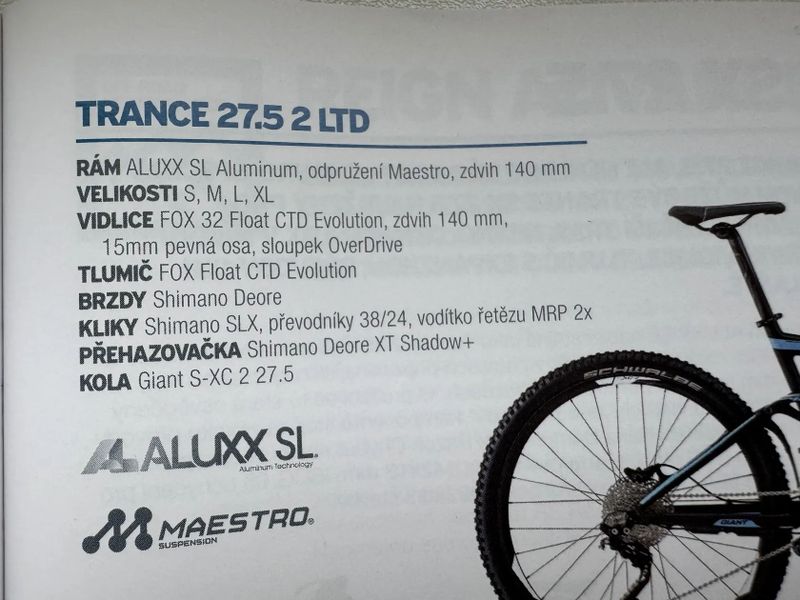 TRANCE 27.5 2 LTD
RÁM ALUXX SL Aluminum, odpružení Maestro, zdvih 140 mm
VELIKOSTI S, M, L, XL
VIDLICE FOX 32 Float CTD Evolution, zdvih 140 mm,
15mm pevná osa, sloupek OverDrive
TLUMIČ FOX Float CTD Evolution
BRZDY Shimano Deore
KLIKY Shimano SLX, převodníky 38/24, vodítko řetězu MRP 2x
PŘEHAZOVAČKA Shimano Deore XT Shadow+
KOLA Giant S-XC 2 27.5
SCHWALBE
ALUXX SL.
Aluminum Technology
MAESTRO®
SUSPENSION
GIANT